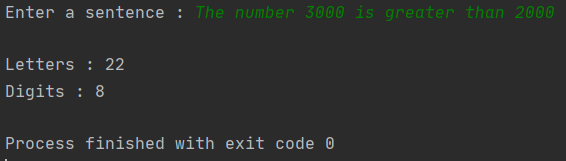 Enter a sentence : The number 3000 is greater than 2000
Letters : 22
Digits : 8
Process finished with exit code 0